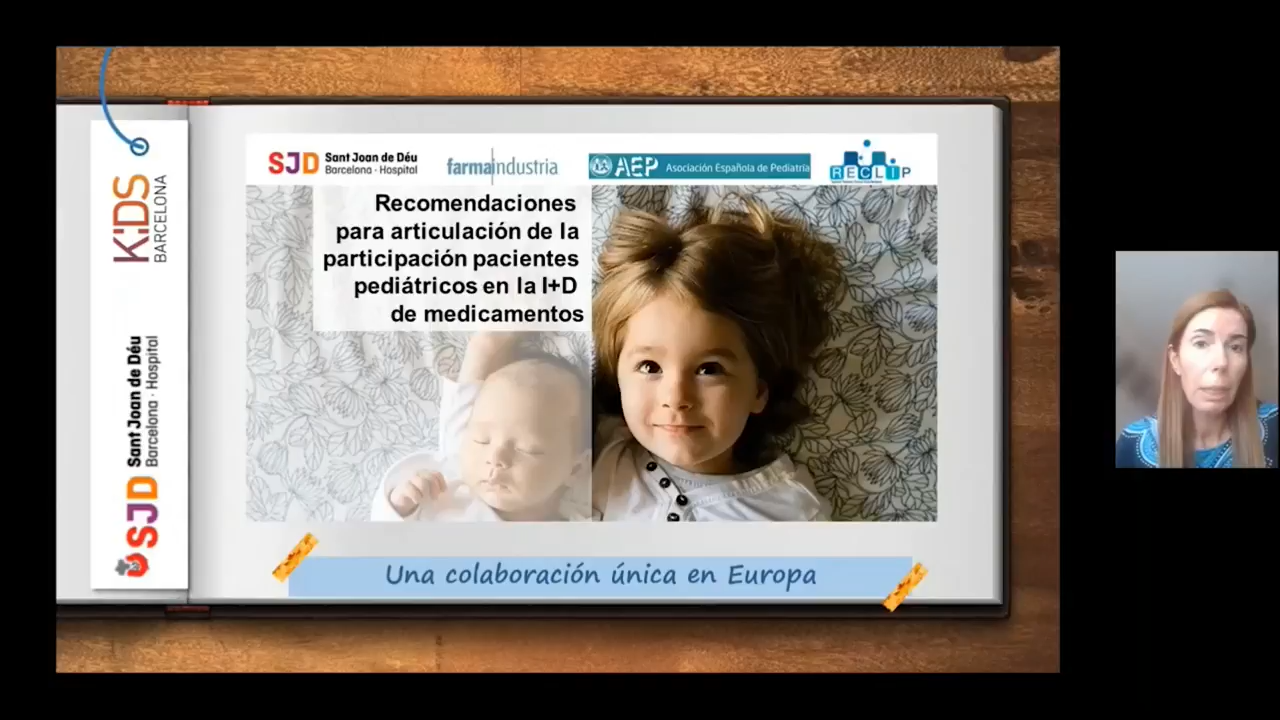 KiDS
BARCELONA
SJD Sant Joan de Déu
Barcelona · Hospital
SJD Sant Joan de Déu
Barcelona · Hospital
farmaindustria
AEP Asociación Española de Pediatría
RECLIP
Recomendaciones
para articulación de la
participación pacientes
pediátricos en la I+D
de medicamentos
Una colaboración única en Europa